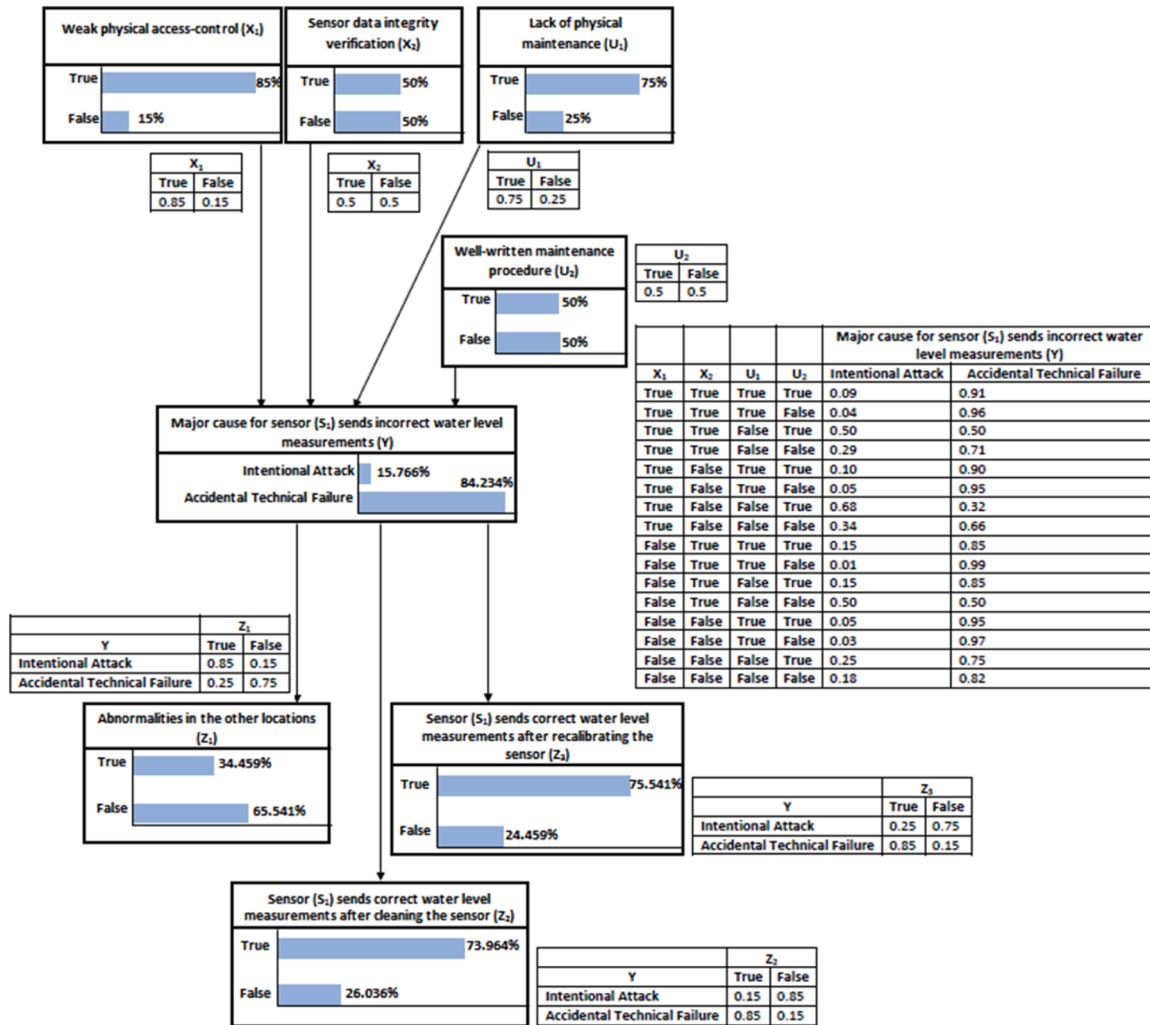 Weak physical access-control (X₁)
True 85%
False 15%
Sensor data integrity
verification (X₂)
True 50%
False 50%
Lack of physical
maintenance (U₁)
True 75%
False 25%
X₁
True False
0.85 0.15
X₂
True False
0.5 0.5
U₁
True False
0.75 0.25
Well-written maintenance
procedure (U₂)
True 50%
False 50%
U₂
True False
0.5 0.5
Major cause for sensor (S₁) sends incorrect water
level measurements (Y)
X₁ X₂ U₁ U₂ Intentional Attack Accidental Technical Failure
True True True True 0.09 0.91
True True True False 0.04 0.96
True True False True 0.50 0.50
True True False False 0.29 0.71
True False True True 0.10 0.90
True False True False 0.05 0.95
True False False True 0.68 0.32
True False False False 0.34 0.66
False True True True 0.15 0.85
False True True False 0.01 0.99
False True False True 0.15 0.85
False True False False 0.50 0.50
False False True True 0.05 0.95
False False True False 0.03 0.97
False False False True 0.25 0.75
False False False False 0.18 0.82
Major cause for sensor (S₁) sends incorrect water level
measurements (Y)
Intentional Attack 15.766%
84.234%
Accidental Technical Failure
Z₁
Y True False
Intentional Attack 0.85 0.15
Accidental Technical Failure 0.25 0.75
Abnormalities in the other locations
(Z₁)
True 34.459%
False 65.541%
Sensor (S₁) sends correct water level
measurements after recalibrating the
sensor (Z₃)
True 75.541%
False 24.459%
Z₃
Y True False
Intentional Attack 0.25 0.75
Accidental Technical Failure 0.85 0.15
Sensor (S₁) sends correct water level
measurements after cleaning the sensor (Z₂)
True 73.964%
False 26.036%
Z₂
Y True False
Intentional Attack 0.15 0.85
Accidental Technical Failure 0.85 0.15